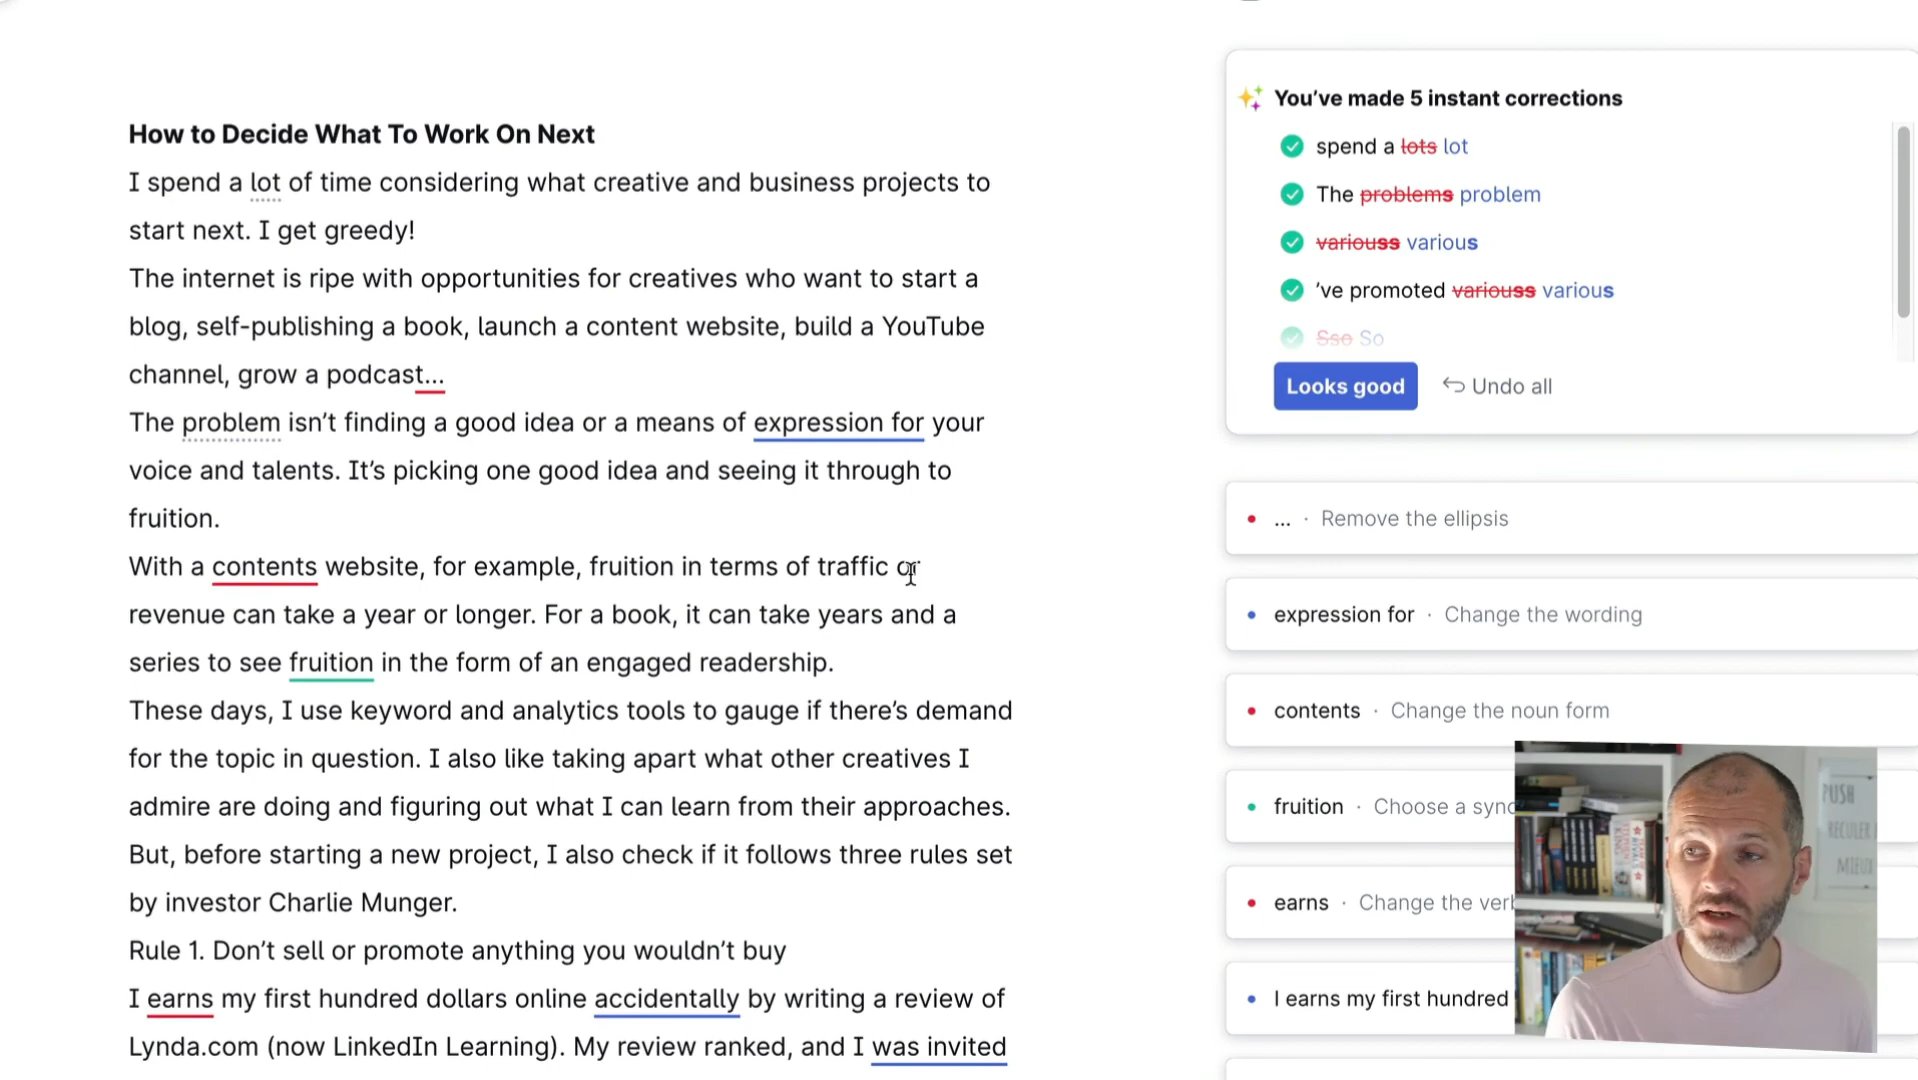 How to Decide What To Work On Next
I spend a lot of time considering what creative and business projects to
start next. I get greedy!
The internet is ripe with opportunities for creatives who want to start a
blog, self-publishing a book, launch a content website, build a YouTube
channel, grow a podcast...
The problem isn't finding a good idea or a means of expression for your
voice and talents. It's picking one good idea and seeing it through to
fruition.
With a contents website, for example, fruition in terms of traffic or
revenue can take a year or longer. For a book, it can take years and a
series to see fruition in the form of an engaged readership.
These days, I use keyword and analytics tools to gauge if there's demand
for the topic in question. I also like taking apart what other creatives I
admire are doing and figuring out what I can learn from their approaches.
But, before starting a new project, I also check if it follows three rules set
by investor Charlie Munger.
Rule 1. Don't sell or promote anything you wouldn't buy
I earns my first hundred dollars online accidentally by writing a review of
Lynda.com (now LinkedIn Learning). My review ranked, and I was invited
You've made 5 instant corrections
spend a lots lot
The problems problem
variouss various
've promoted variouss various
Sso So
Looks good
Undo all
... · Remove the ellipsis
expression for · Change the wording
contents · Change the noun form
fruition · Choose a
earns · Change the
I earns my first hundred
PUSH
RECULER
MIEUX